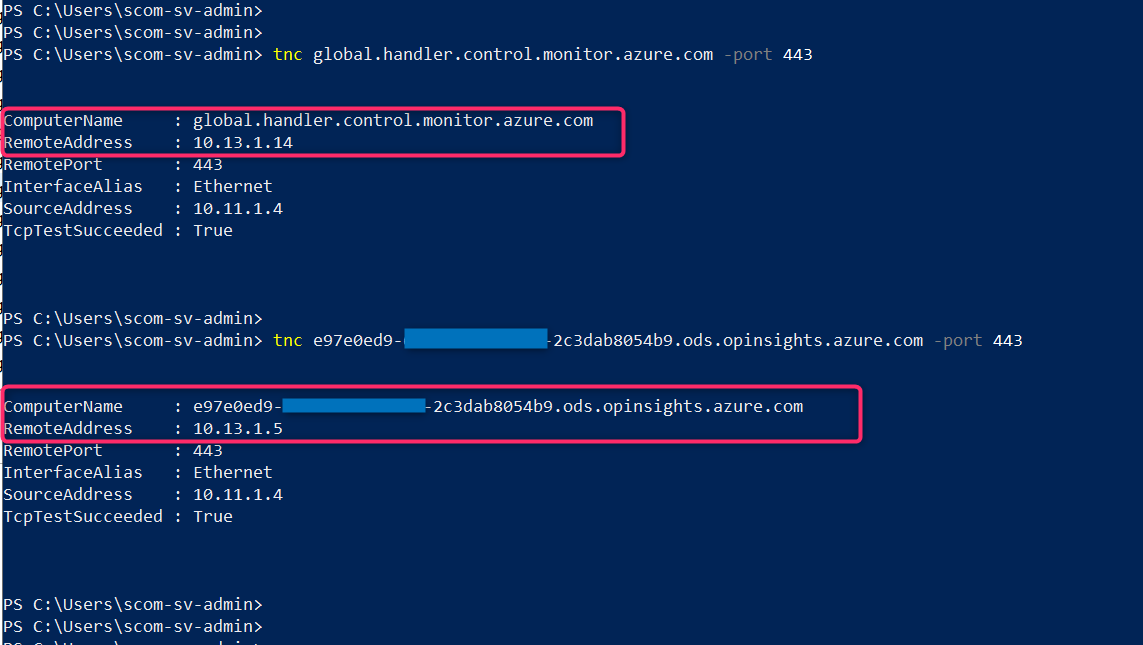 PS C:\Users\scom-sv-admin>
PS C:\Users\scom-sv-admin>
PS C:\Users\scom-sv-admin> tnc global.handler.control.monitor.azure.com -port 443
ComputerName     : global.handler.control.monitor.azure.com
RemoteAddress    : 10.13.1.14
RemotePort       : 443
InterfaceAlias   : Ethernet
SourceAddress    : 10.11.1.4
TcpTestSucceeded : True
PS C:\Users\scom-sv-admin>
PS C:\Users\scom-sv-admin> tnc e97e0ed9- -2c3dab8054b9.ods.opinsights.azure.com -port 443
ComputerName     : e97e0ed9- -2c3dab8054b9.ods.opinsights.azure.com
RemoteAddress    : 10.13.1.5
RemotePort       : 443
InterfaceAlias   : Ethernet
SourceAddress    : 10.11.1.4
TcpTestSucceeded : True
PS C:\Users\scom-sv-admin>
PS C:\Users\scom-sv-admin>